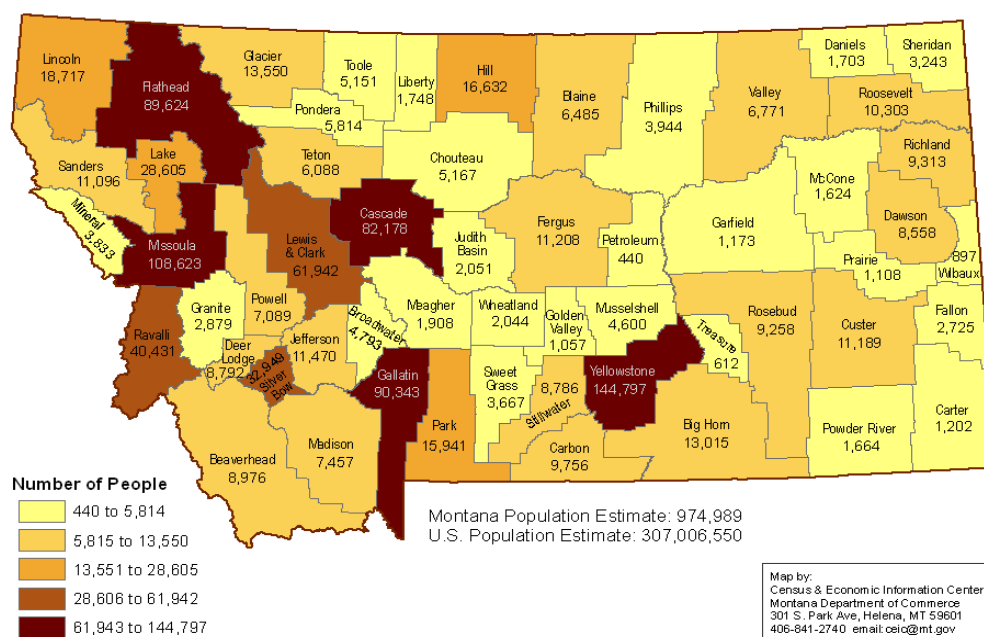 Lincoln
18,717
Flathead
89,624
Glacier
13,550
Toole
5,151
Liberty
1,748
Hill
16,632
Blaine
6,485
Phillips
3,944
Valley
6,771
Daniels
1,703
Sheridan
3,243
Roosevelt
10,303
Pondera
5,814
Sanders
11,096
Lake
28,605
Teton
6,088
Chouteau
5,167
Richland
9,313
McCone
1,624
Mineral
3,833
Mssoula
108,623
Lewis
& Clark
61,942
Cascade
82,178
Judith
Basin
2,051
Fergus
11,208
Petroleum
440
Garfield
1,173
Dawson
8,558
Prairie
1,108
897
Wibaux
Ravalli
40,431
Granite
2,879
Powell
7,089
Deer
Lodge
8,792
32,949
Silver
Bow
Jefferson
11,470
Broadwater
4,793
Meagher
1,908
Wheatland
2,044
Golden
Valley
1,057
Musselshell
4,600
Treasure
612
Rosebud
9,258
Custer
11,189
Fallon
2,725
Gallatin
90,343
Park
15,941
Sweet
Grass
3,667
8,786
Stillwater
Yellowstone
144,797
Big Horn
13,015
Powder River
1,664
Carter
1,202
Beaverhead
8,976
Madison
7,457
Carbon
9,756
Number of People
440 to 5,814
5,815 to 13,550
13,551 to 28,605
28,606 to 61,942
61,943 to 144,797
Montana Population Estimate: 974,989
U.S. Population Estimate: 307,006,550
Map by:
Census & Economic Information Center
Montana Department of Commerce
301 S. Park Ave, Helena, MT 59601
406-841-2740 email:ceic@mt.gov